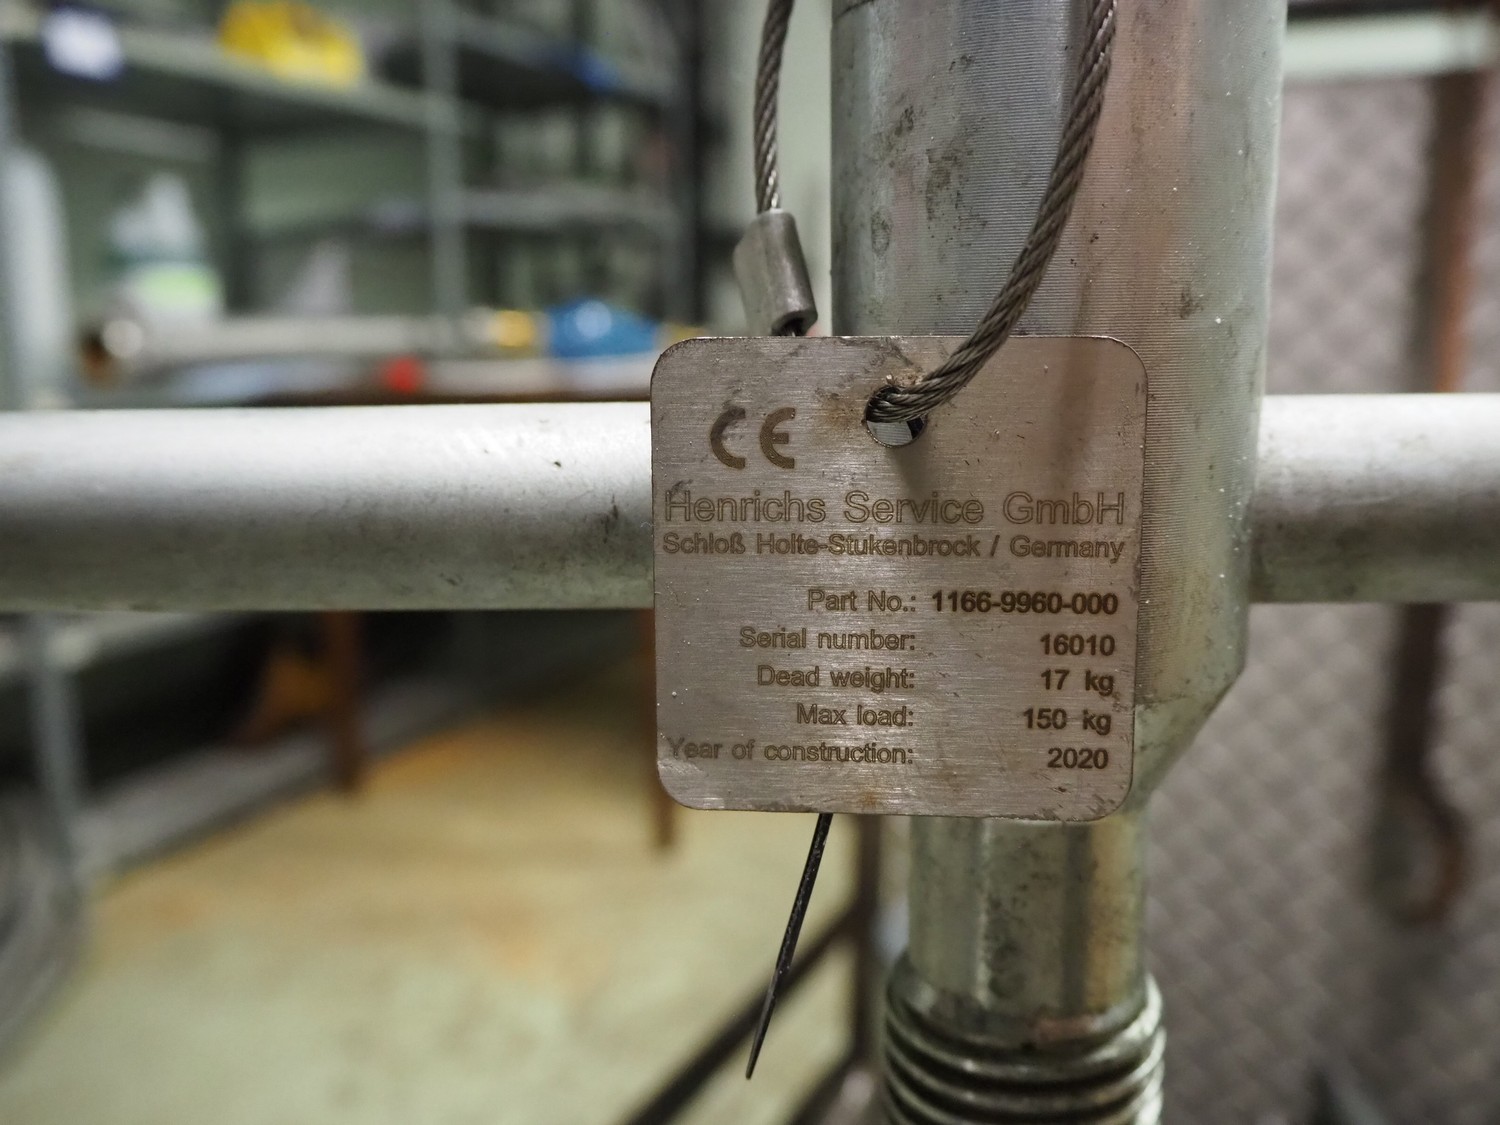 CE
Henrichs Service GmbH
Schloß Holte-Stukenbrock / Germany
Part No.: 1166-9960-000
Serial number: 16010
Dead weight: 17 kg
Max load: 150 kg
Year of construction: 2020